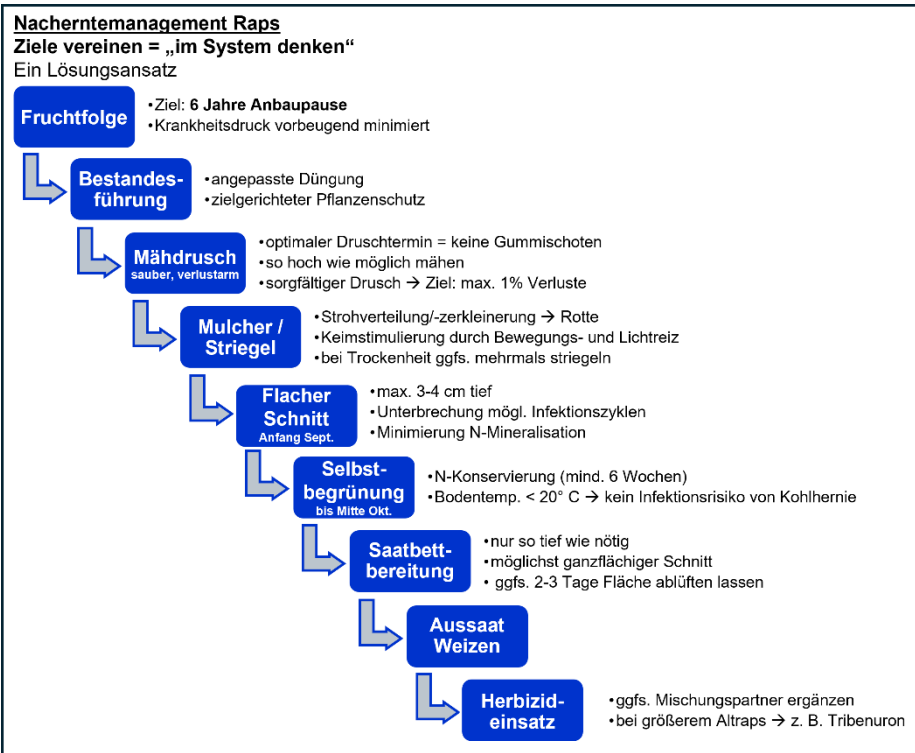 Nacherntemanagement Raps
Ziele vereinen = „im System denken“
Ein Lösungsansatz
Fruchtfolge
•Ziel: 6 Jahre Anbaupause
•Krankheitsdruck vorbeugend minimiert
Bestandes-
führung
•angepasste Düngung
•zielgerichteter Pflanzenschutz
Mähdrusch
sauber, verlustarm
•optimaler Druschtermin = keine Gummischoten
•so hoch wie möglich mähen
•sorgfältiger Drusch → Ziel: max. 1% Verluste
Mulcher /
Striegel
•Strohverteilung/-zerkleinerung → Rotte
•Keimstimulierung durch Bewegungs- und Lichtreiz
•bei Trockenheit ggfs. mehrmals striegeln
Flacher
Schnitt
Anfang Sept.
•max. 3-4 cm tief
•Unterbrechung mögl. Infektionszyklen
•Minimierung N-Mineralisation
Selbst-
begrünung
bis Mitte Okt.
•N-Konservierung (mind. 6 Wochen)
•Bodentemp. < 20° C → kein Infektionsrisiko von Kohlhernie
Saatbett-
bereitung
•nur so tief wie nötig
•möglichst ganzflächiger Schnitt
• ggfs. 2-3 Tage Fläche ablüften lassen
Aussaat
Weizen
Herbizid-
einsatz
•ggfs. Mischungspartner ergänzen
•bei größerem Altraps → z. B. Tribenuron